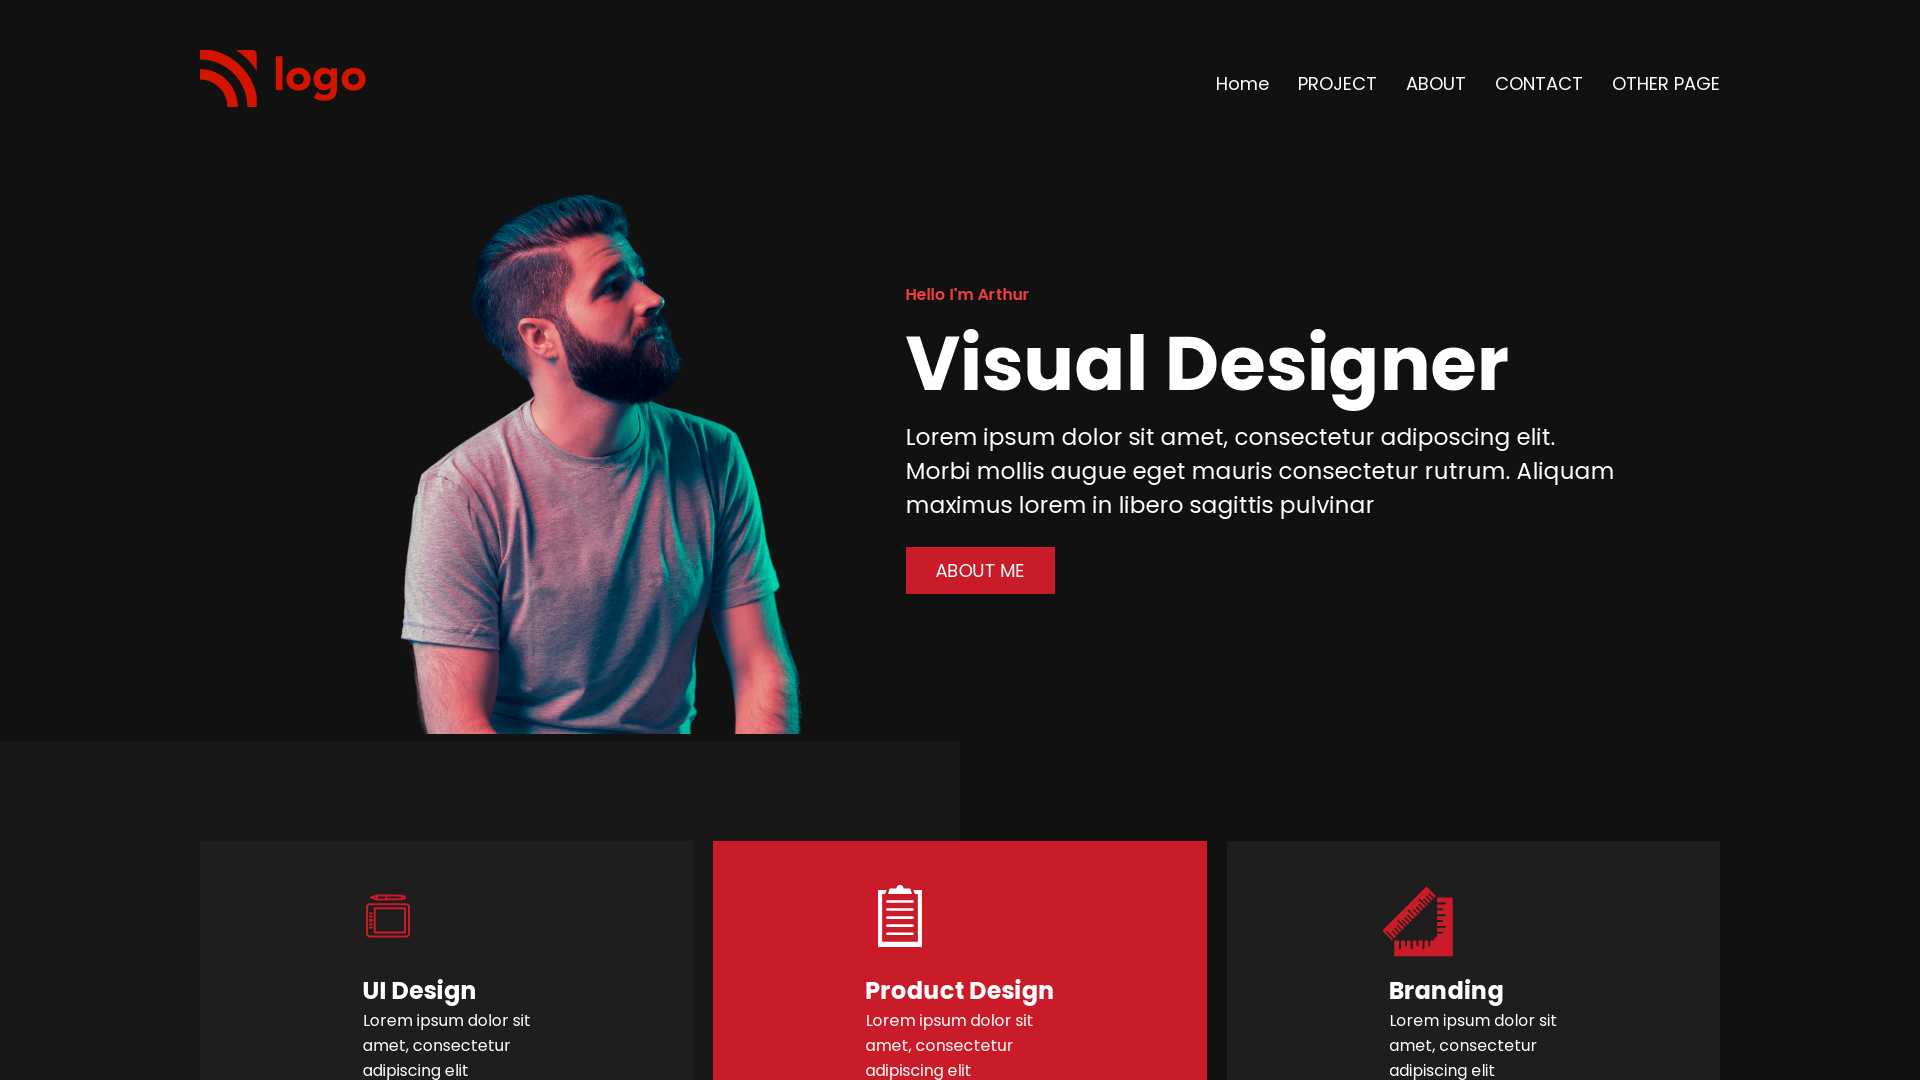 logo
Home PROJECT ABOUT CONTACT OTHER PAGE
Hello I'm Arthur
Visual Designer
Lorem ipsum dolor sit amet, consectetur adiposcing elit.
Morbi mollis augue eget mauris consectetur rutrum. Aliquam
maximus lorem in libero sagittis pulvinar
ABOUT ME
UI Design
Lorem ipsum dolor sit
amet, consectetur
adipiscing elit
Product Design
Lorem ipsum dolor sit
amet, consectetur
adipiscing elit
Branding
Lorem ipsum dolor sit
amet, consectetur
adipiscing elit